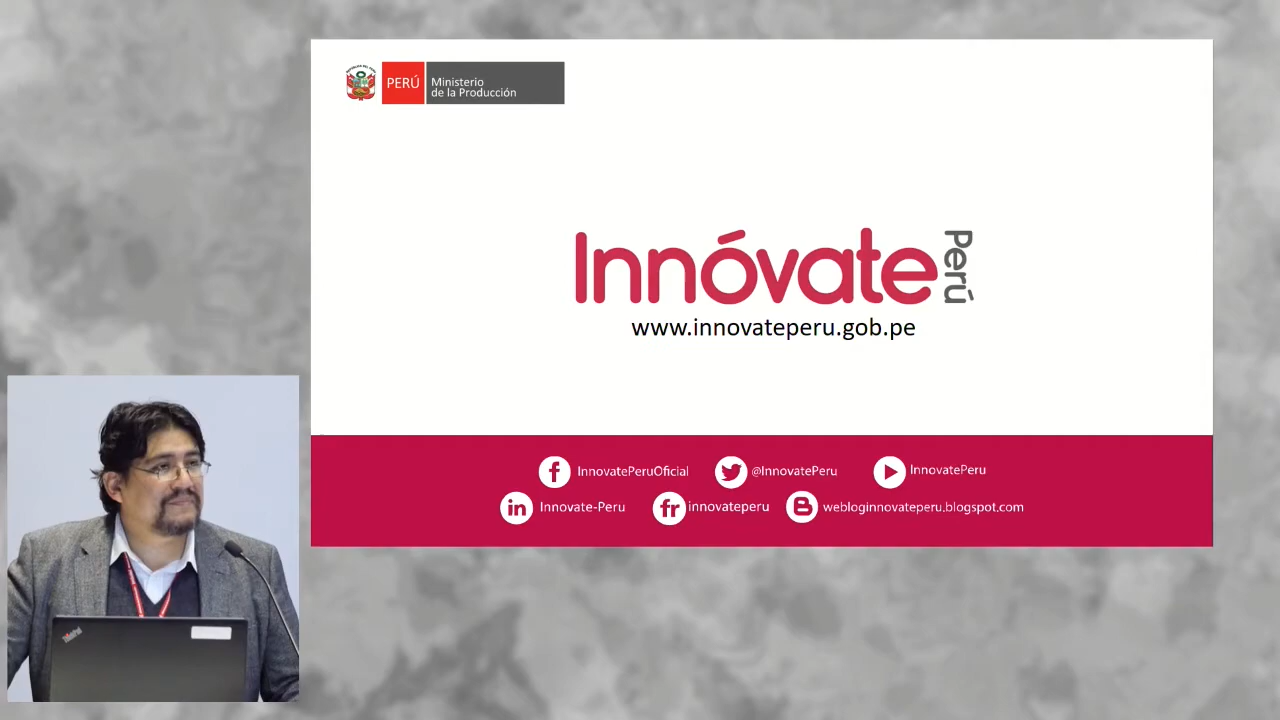 PERÚ
Ministerio
de la Producción
Innóvate Perú
www.innovateperu.gob.pe
InnovatePeruOficial @InnovatePeru InnovatePeru
Innovate-Peru innovateperu webloginnovateperu.blogspot.com
ThinkPad